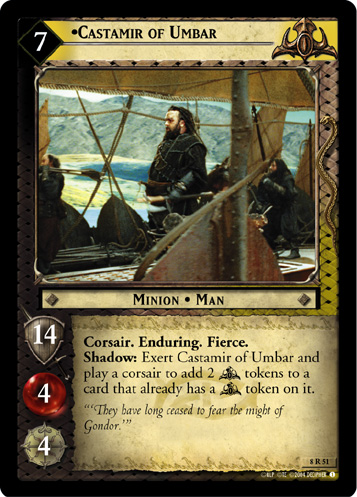 7
•Castamir of Umbar
Minion • Man
14
4
4
Corsair. Enduring. Fierce.
Shadow: Exert Castamir of Umbar and
play a corsair to add 2 tokens to a
card that already has a token on it.
“‘They have long ceased to fear the might of
Gondor.’”
8 R 51
©2004 DECIPHER